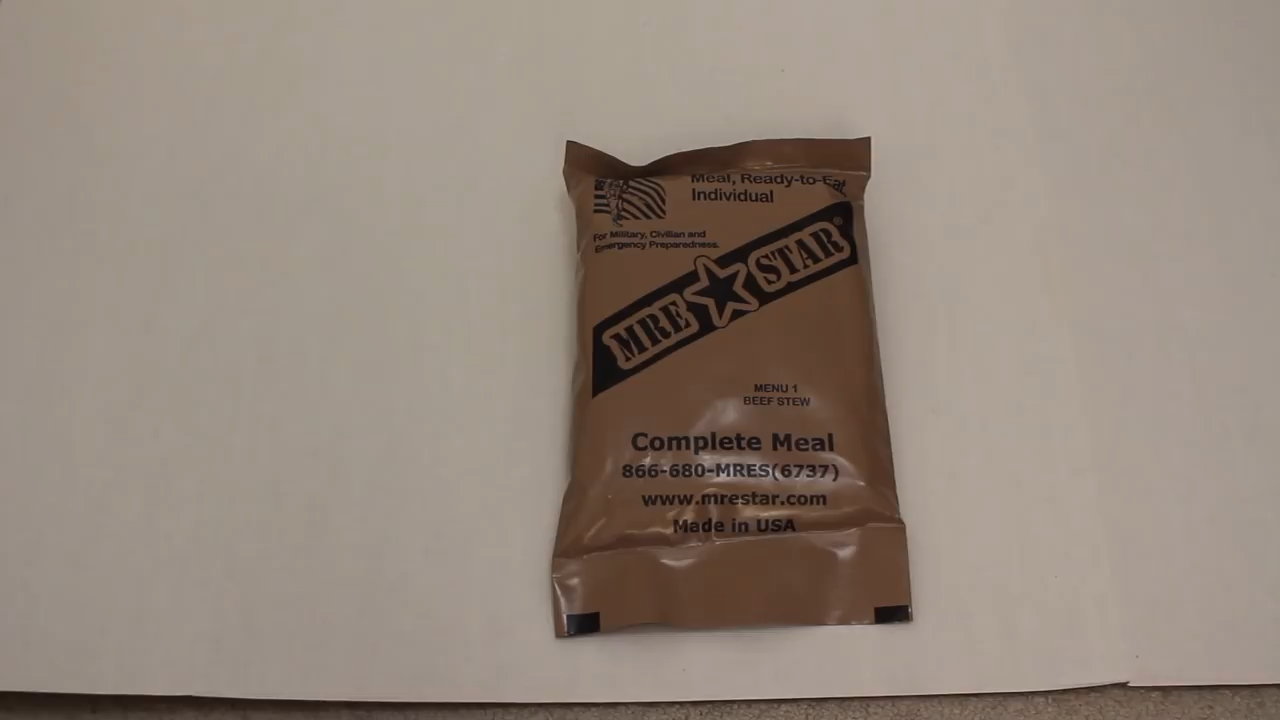 Meal, Ready-to-Eat,
Individual
For Military, Civilian and
Emergency Preparedness.
MRE STAR®
MENU 1
BEEF STEW
Complete Meal
866-680-MRES(6737)
www.mrestar.com
Made in USA